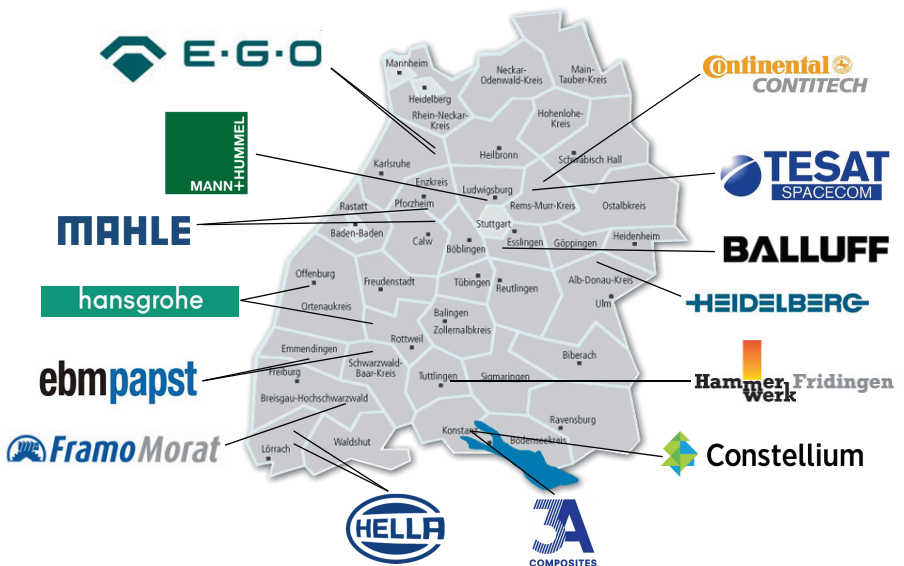 E·G·O
MANN+HUMMEL
MAHLE
hansgrohe
ebmpapst
FramoMorat
HELLA
3A
COMPOSITES
Constellium
Hammer Fridingen
Werk
HEIDELBERG
BALLUFF
TESAT
SPACECOM
Continental
CONTITECH
Mannheim
Heidelberg
Rhein-Neckar-
Kreis
Neckar-
Odenwald-Kreis
Main-
Tauber-Kreis
Hohenlohe-
Kreis
Heilbronn
Schwäbisch Hall
Karlsruhe
Enzkreis
Pforzheim
Ludwigsburg
Rems-Murr-Kreis
Ostalbkreis
Rastatt
Baden-Baden
Calw
Stuttgart
Böblingen
Esslingen
Göppingen
Heidenheim
Offenburg
Ortenaukreis
Freudenstadt
Tübingen
Reutlingen
Alb-Donau-Kreis
Ulm
Balingen
Zollernalbkreis
Rottweil
Emmendingen
Freiburg
Schwarzwald-
Baar-Kreis
Tuttlingen
Sigmaringen
Biberach
Breisgau-Hochschwarzwald
Lörrach
Waldshut
Konstanz
Bodenseekreis
Ravensburg